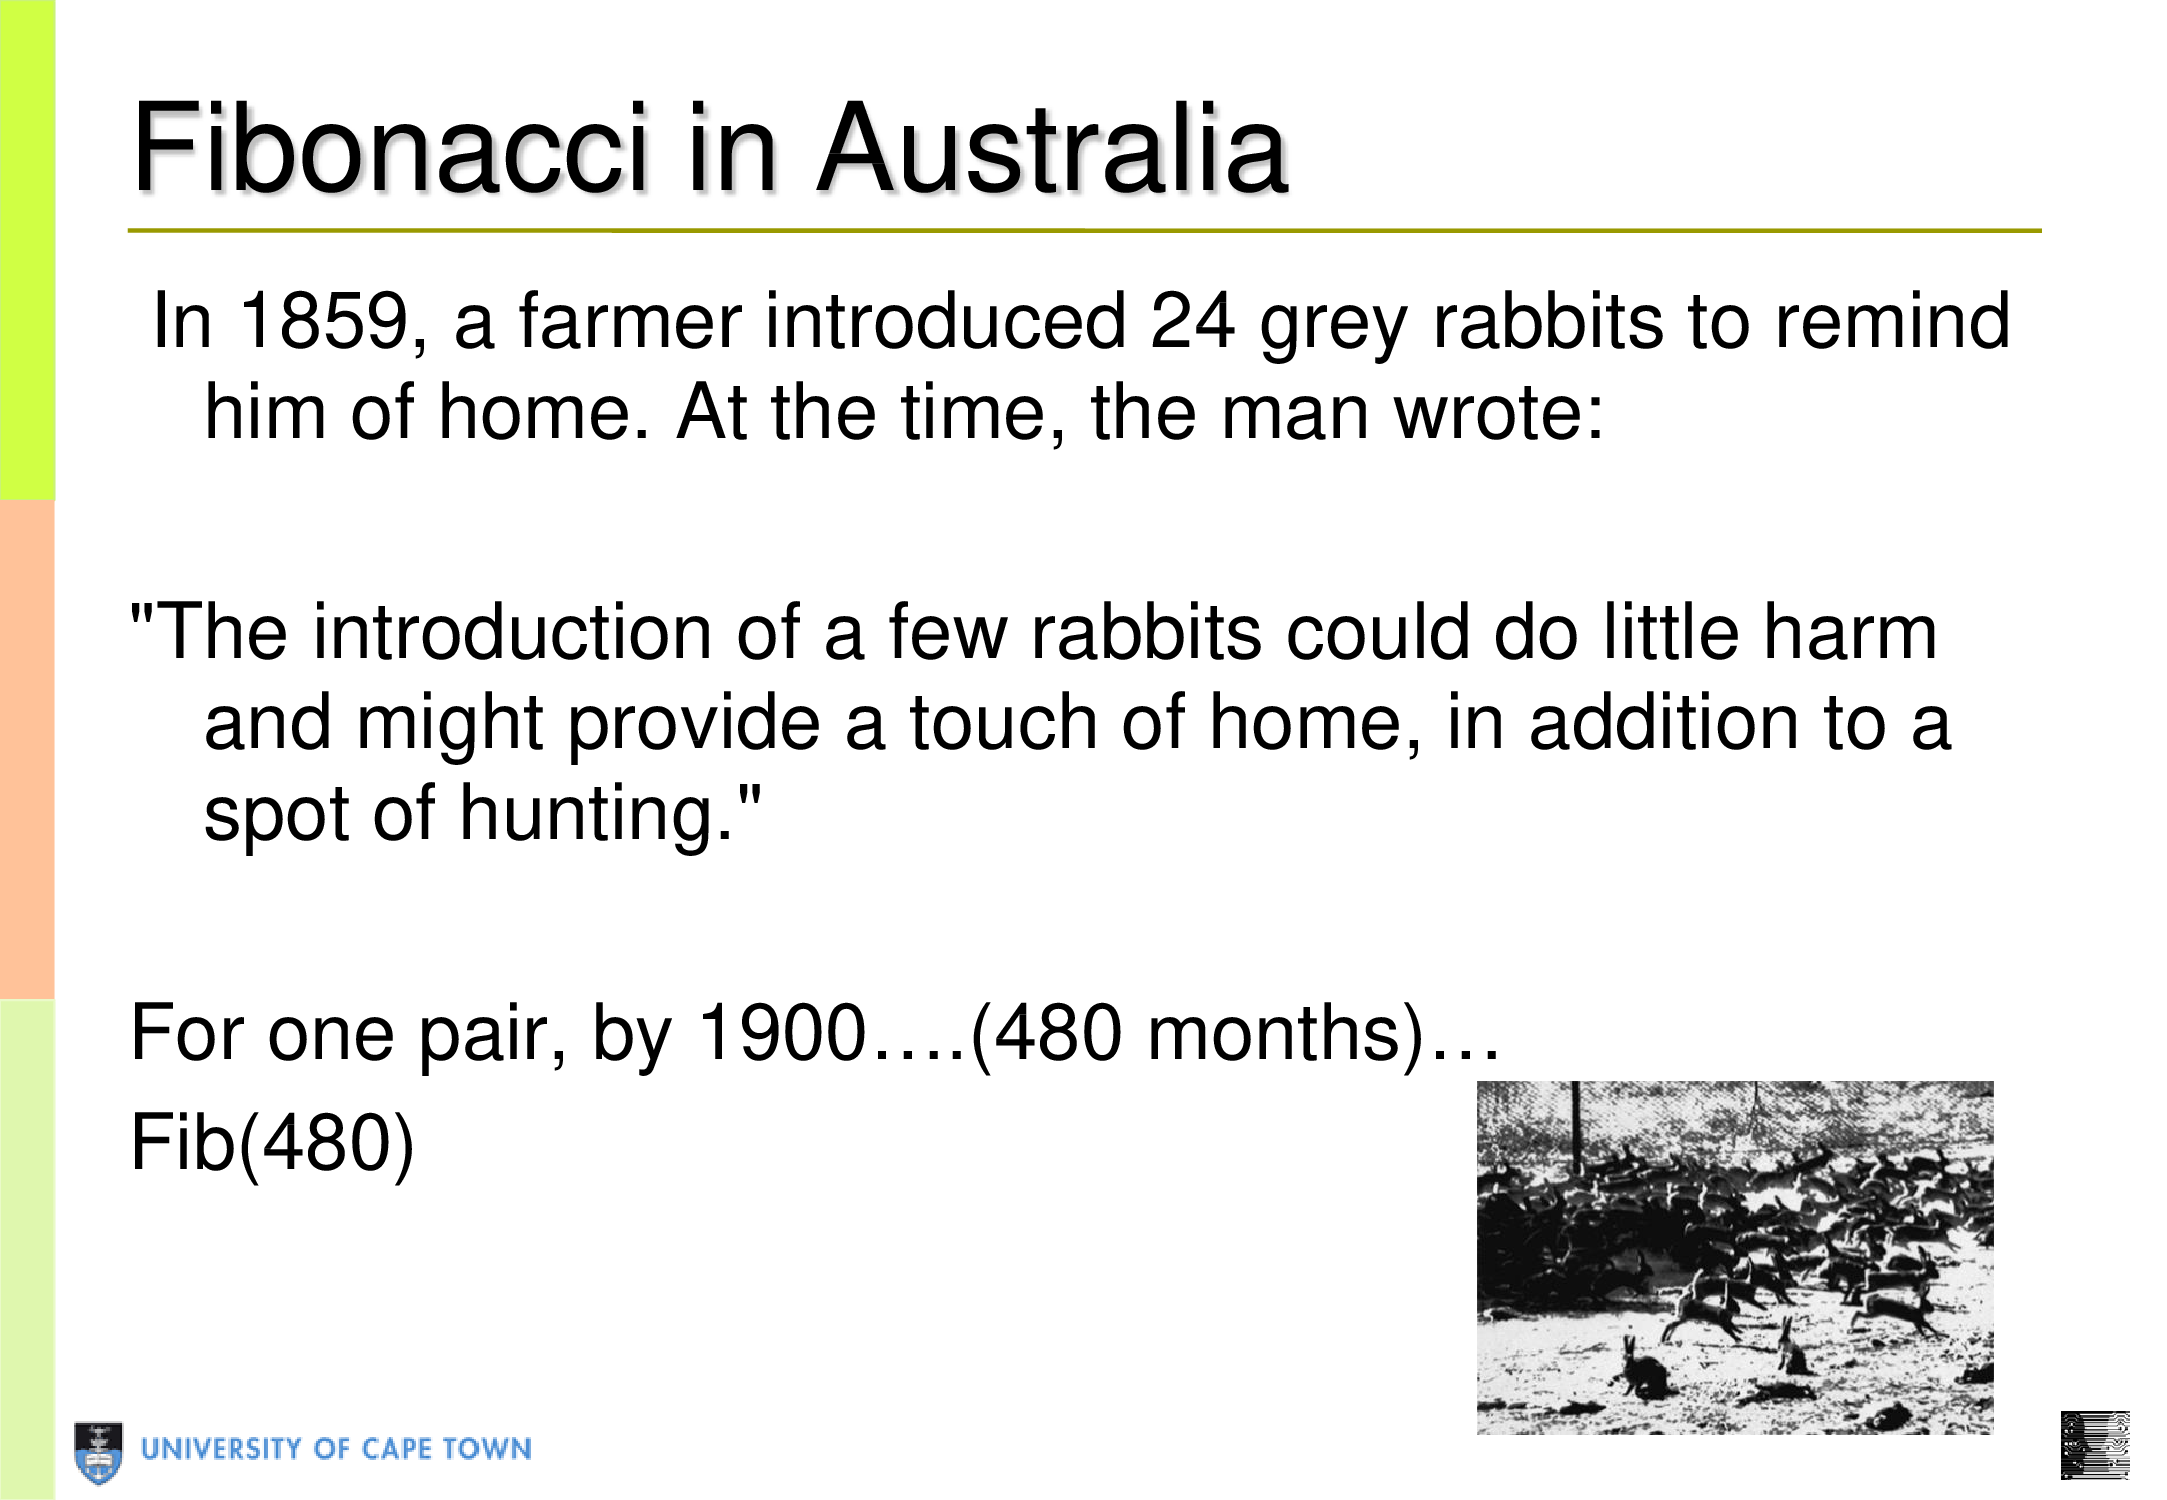 Fibonacci in Australia
In 1859, a farmer introduced 24 grey rabbits to remind
him of home. At the time, the man wrote:
"The introduction of a few rabbits could do little harm
and might provide a touch of home, in addition to a
spot of hunting."
For one pair, by 1900….(480 months)…
Fib(480)
UNIVERSITY OF CAPE TOWN